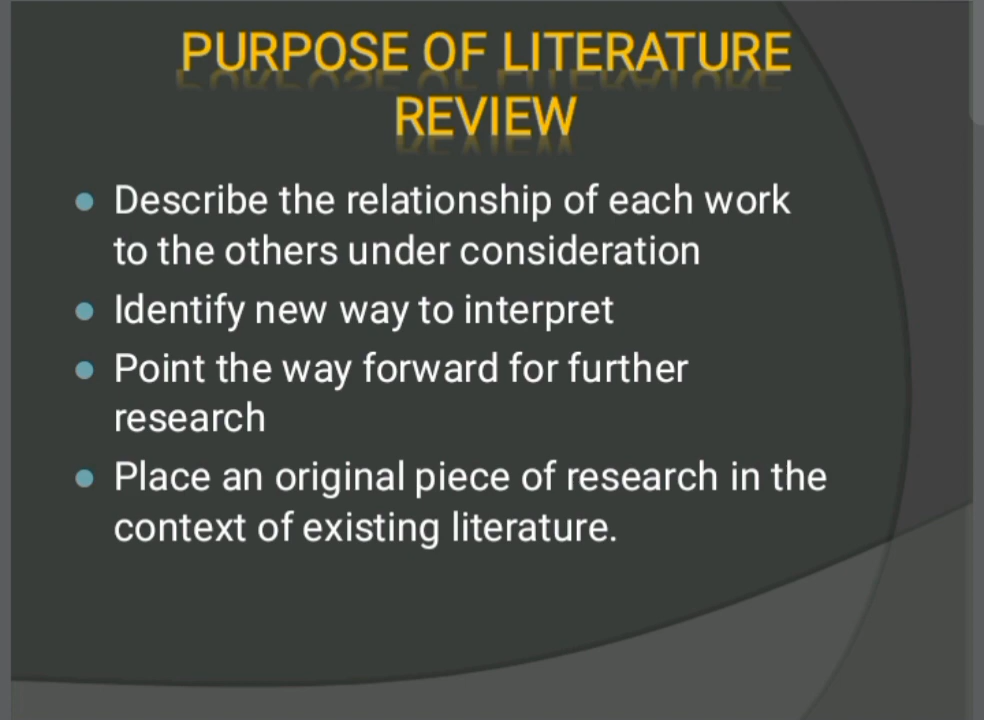 PURPOSE OF LITERATURE
REVIEW
Describe the relationship of each work
to the others under consideration
Identify new way to interpret
Point the way forward for further
research
Place an original piece of research in the
context of existing literature.